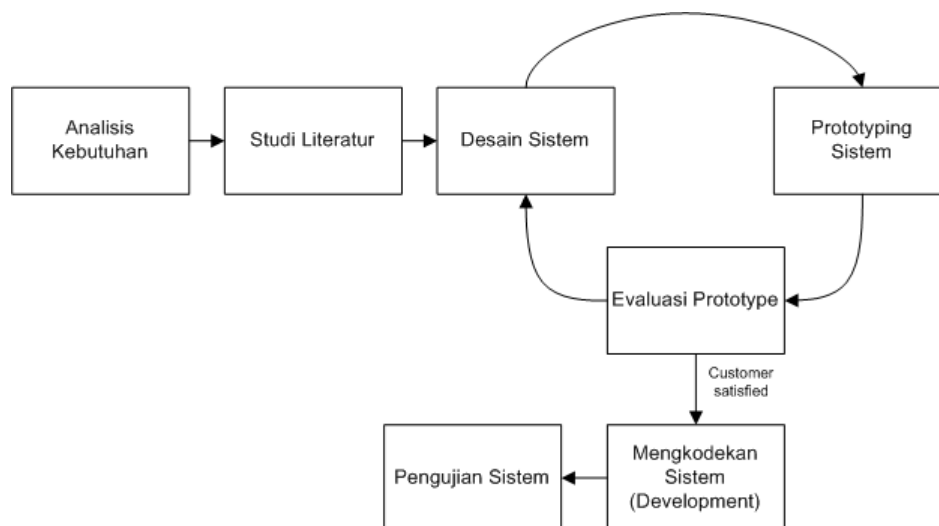 Analisis
Kebutuhan
Studi Literatur
Desain Sistem
Prototyping
Sistem
Evaluasi Prototype
Customer
satisfied
Mengkodekan
Sistem
(Development)
Pengujian Sistem